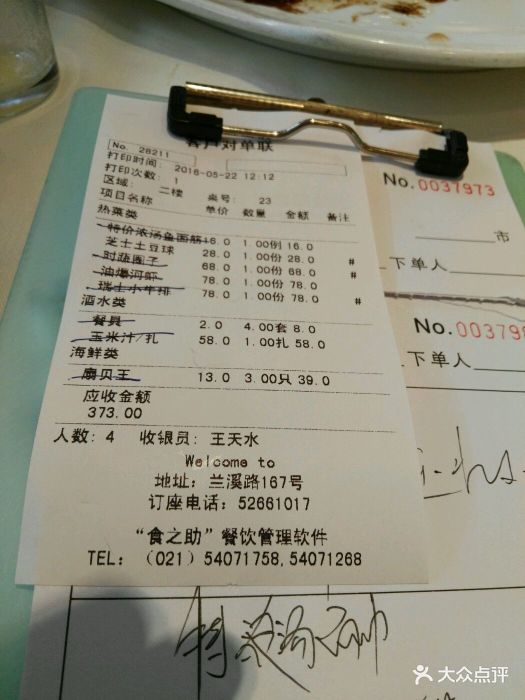 客户对单联
No. 28211
打印时间: 2016-05-22 12:12
打印次数: 1
区域: 二楼 桌号: 23
项目名称 单价 数量 金额 备注
热菜类
特价浓汤鱼面筋16.0 1.00例 16.0
芝士土豆球 28.0 1.00份 28.0 #
时蔬圈子 68.0 1.00份 68.0
油爆河虾 78.0 1.00份 78.0 #
瑞士小牛排 78.0 1.00份 78.0 #
酒水类
餐具 2.0 4.00套 8.0
玉米汁/扎 58.0 1.00扎 58.0
海鲜类
扇贝王 13.0 3.00只 39.0
应收金额
373.00
人数: 4 收银员: 王天水
Welcome to
地址: 兰溪路167号
订座电话: 52661017
“食之助”餐饮管理软件
TEL: (021) 54071758,54071268
No.0037973
市
下单人
No.00379
下单人
大众点评